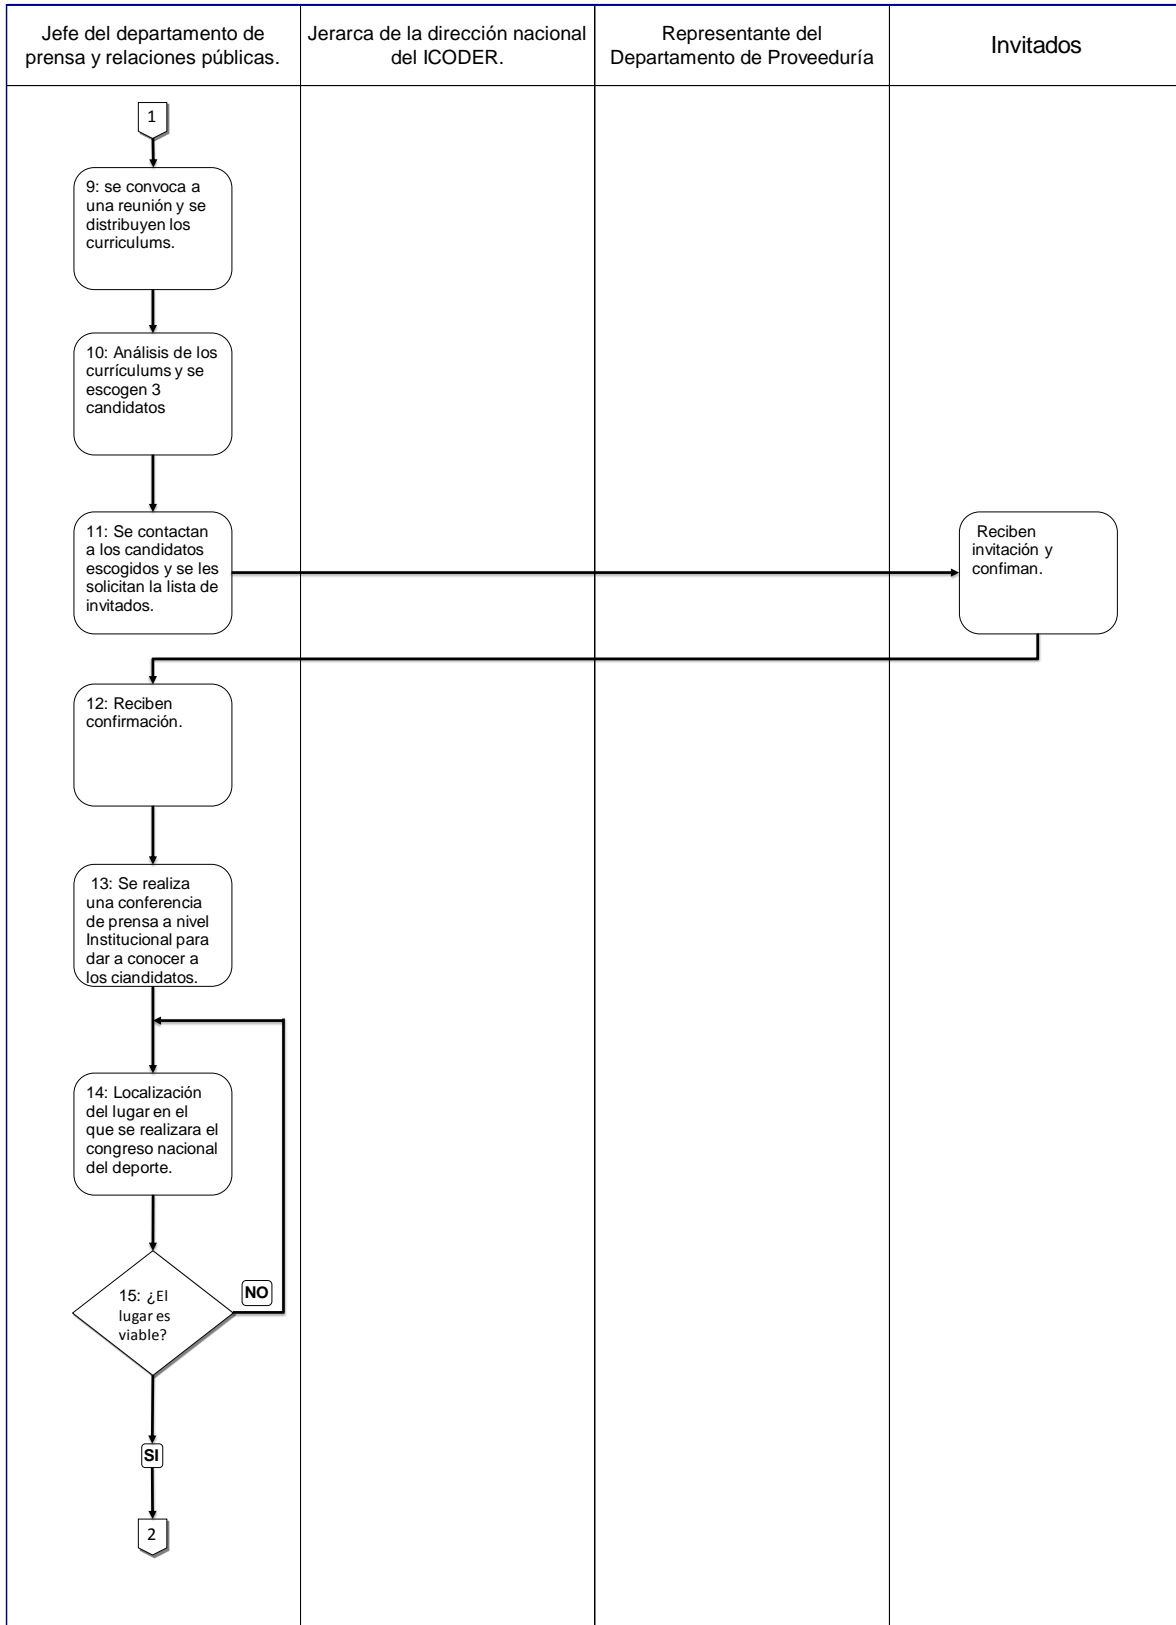 Jefe del departamento de
prensa y relaciones públicas.
Jerarca de la dirección nacional
del ICODER.
Representante del
Departamento de Proveeduría
Invitados
1
9: se convoca a
una reunión y se
distribuyen los
curriculums.
10: Análisis de los
currículums y se
escogen 3
candidatos
11: Se contactan
a los candidatos
escogidos y se les
solicitan la lista de
invitados.
Reciben
invitación y
confiman.
12: Reciben
confirmación.
13: Se realiza
una conferencia
de prensa a nivel
Institucional para
dar a conocer a
los ciandidatos.
14: Localización
del lugar en el
que se realizara el
congreso nacional
del deporte.
15: ¿El
lugar es
viable?
NO
SI
2